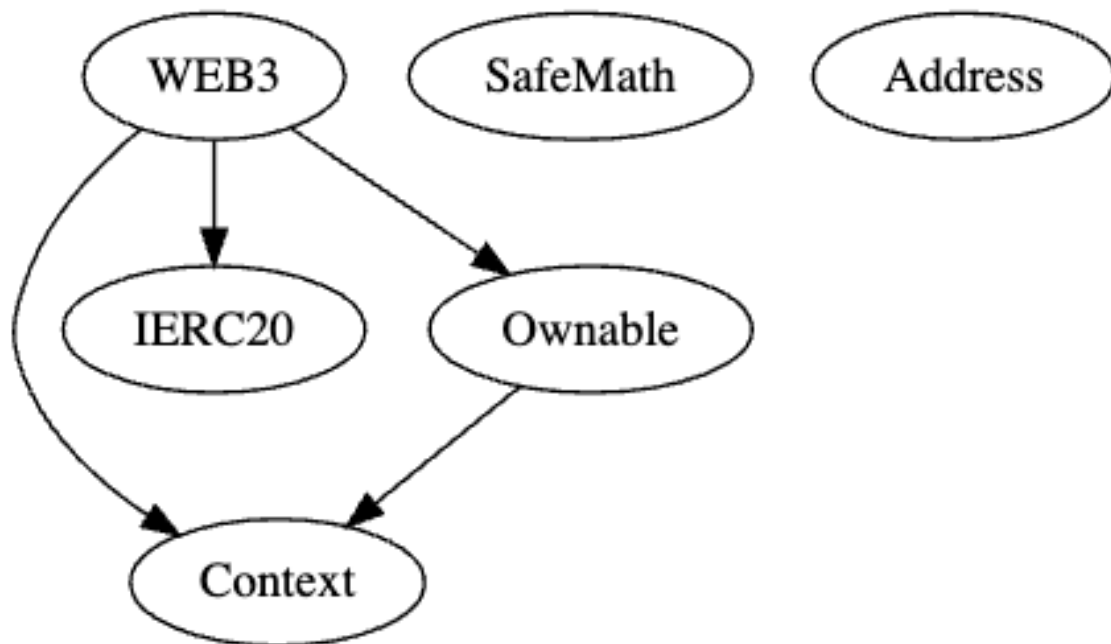 WEB3
SafeMath
Address
IERC20
Ownable
Context